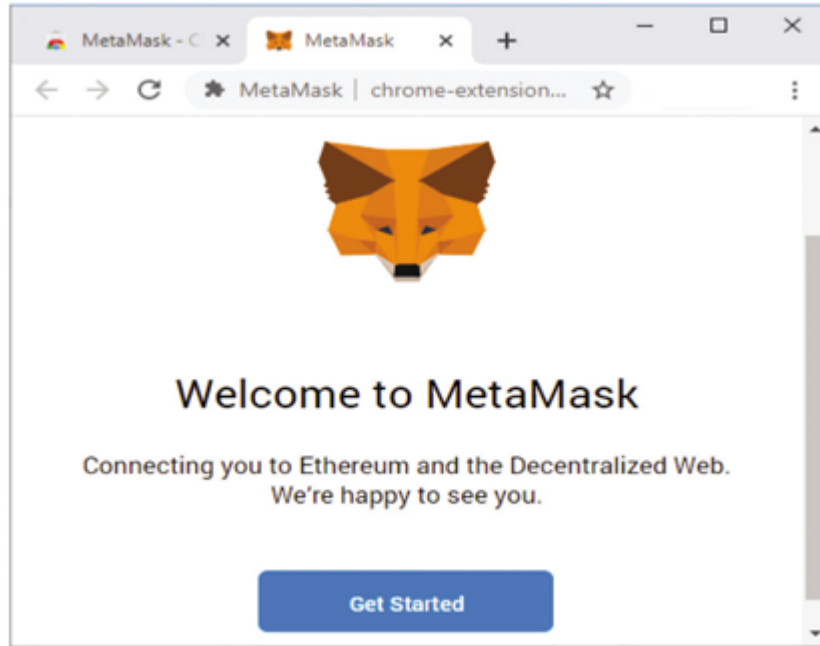 MetaMask - C
MetaMask
MetaMask | chrome-extension...
Welcome to MetaMask
Connecting you to Ethereum and the Decentralized Web.
We're happy to see you.
Get Started